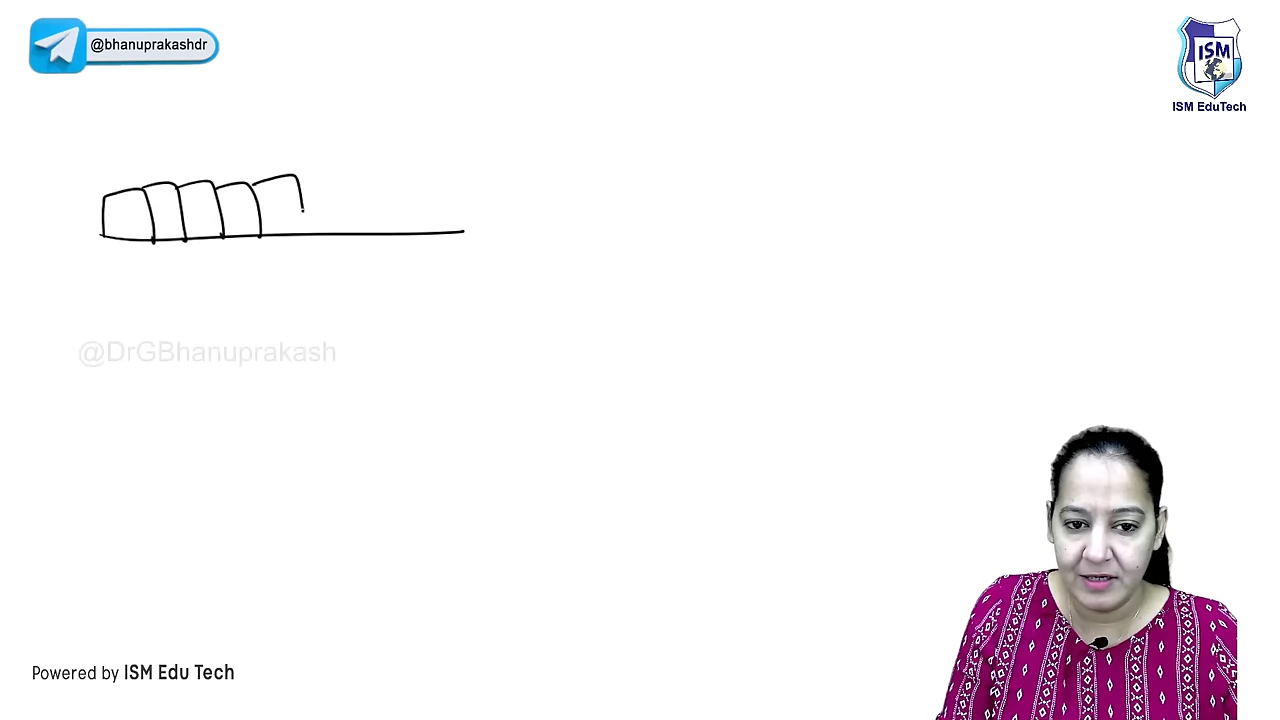 @bhanuprakashdr
ISM
ISM EduTech
@DrGBhanuprakash
Powered by ISM Edu Tech